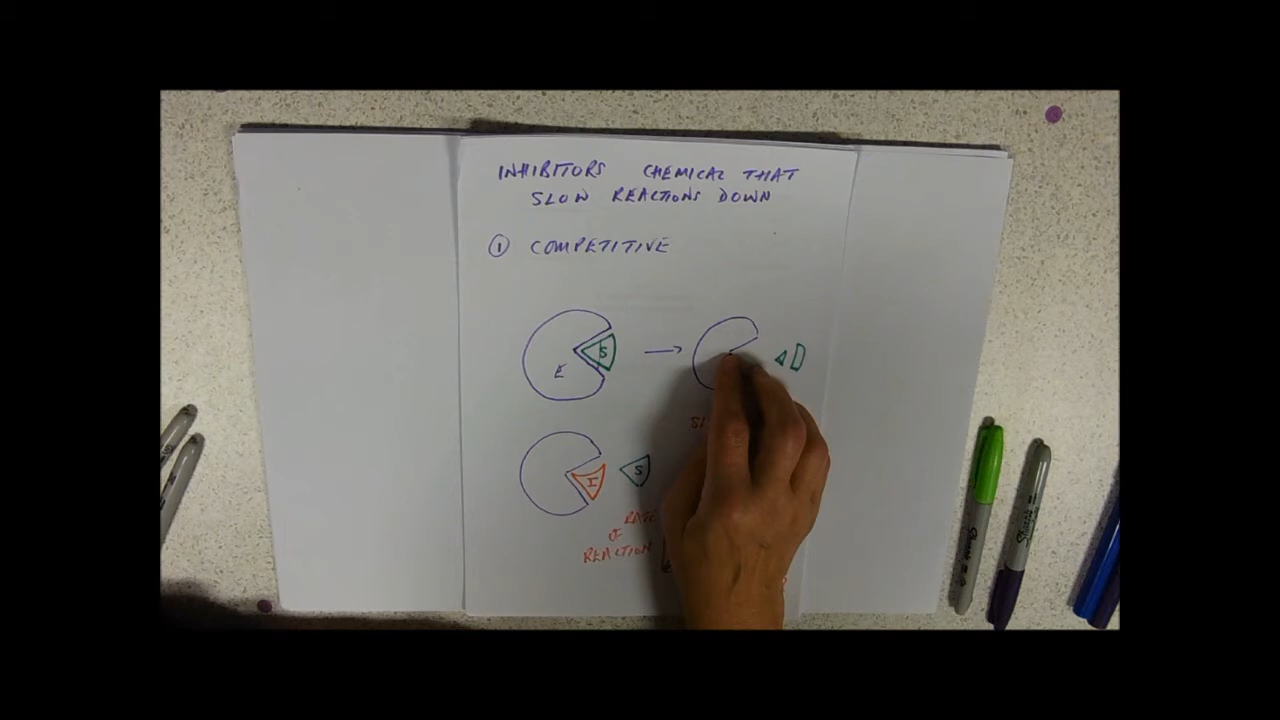 INHIBITORS CHEMICAL THAT
SLOW REACTIONS DOWN
① COMPETITIVE
E S
I S
RATE
OF
REACTION